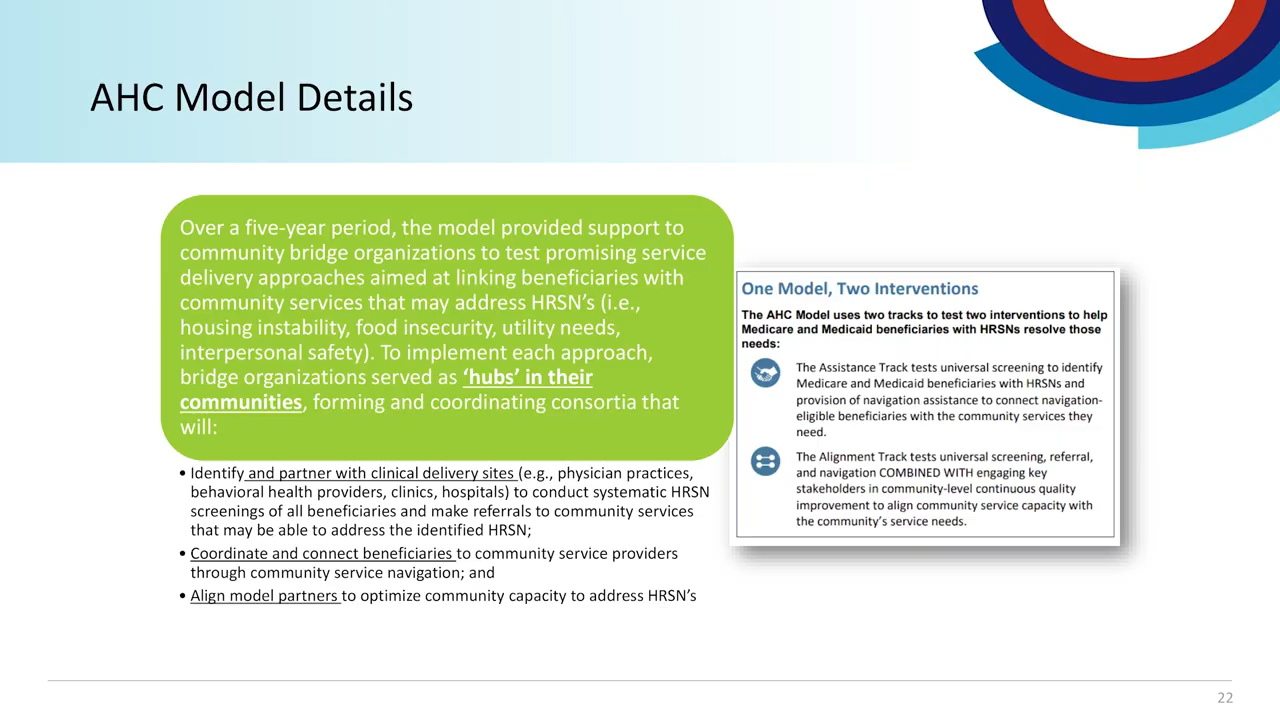 AHC Model Details
Over a five-year period, the model provided support to
community bridge organizations to test promising service
delivery approaches aimed at linking beneficiaries with
community services that may address HRSN’s (i.e.,
housing instability, food insecurity, utility needs,
interpersonal safety). To implement each approach,
bridge organizations served as ‘hubs’ in their
communities, forming and coordinating consortia that
will:
• Identify and partner with clinical delivery sites (e.g., physician practices,
behavioral health providers, clinics, hospitals) to conduct systematic HRSN
screenings of all beneficiaries and make referrals to community services
that may be able to address the identified HRSN;
• Coordinate and connect beneficiaries to community service providers
through community service navigation; and
• Align model partners to optimize community capacity to address HRSN’s
One Model, Two Interventions
The AHC Model uses two tracks to test two interventions to help
Medicare and Medicaid beneficiaries with HRSNs resolve those
needs:
The Assistance Track tests universal screening to identify
Medicare and Medicaid beneficiaries with HRSNs and
provision of navigation assistance to connect navigation-
eligible beneficiaries with the community services they
need.
The Alignment Track tests universal screening, referral,
and navigation COMBINED WITH engaging key
stakeholders in community-level continuous quality
improvement to align community service capacity with
the community’s service needs.
22